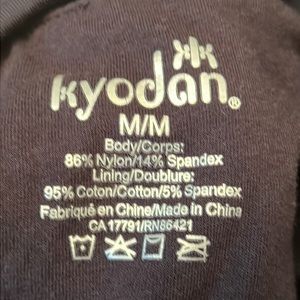 kyodan®
M/M
Body/Corps:
86% Nylon/14% Spandex
Lining/Doublure:
95% Coton/Cotton/5% Spandex
Fabriqué en Chine/Made in China
CA 17791/RN86421